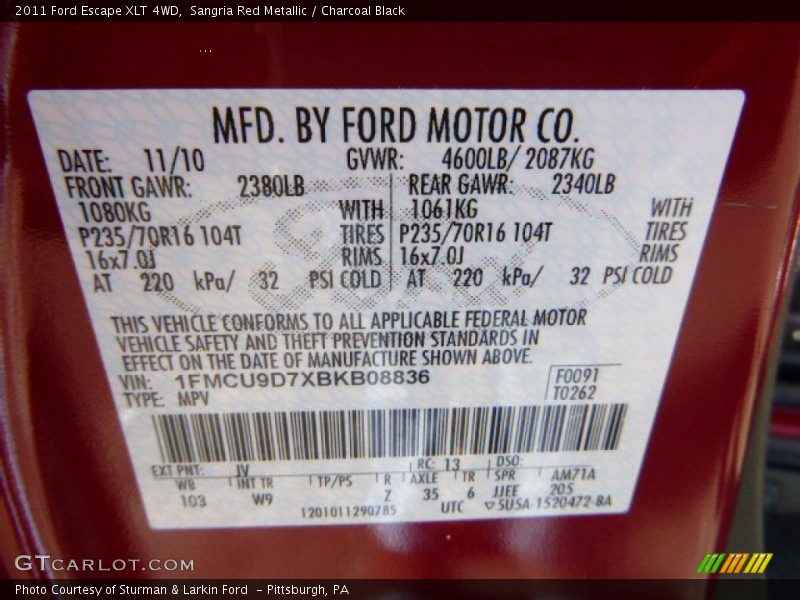 2011 Ford Escape XLT 4WD, Sangria Red Metallic / Charcoal Black
MFD. BY FORD MOTOR CO.
DATE: 11/10 GVWR: 4600LB/ 2087KG
FRONT GAWR: 2380LB REAR GAWR: 2340LB
1080KG WITH 1061KG WITH
P235/70R16 104T TIRES P235/70R16 104T TIRES
16x7.0J RIMS 16x7.0J RIMS
AT 220 kPa/ 32 PSI COLD AT 220 kPa/ 32 PSI COLD
THIS VEHICLE CONFORMS TO ALL APPLICABLE FEDERAL MOTOR
VEHICLE SAFETY AND THEFT PREVENTION STANDARDS IN
EFFECT ON THE DATE OF MANUFACTURE SHOWN ABOVE.
VIN: 1FMCU9D7XBKB08836 F0091
TYPE: MPV T0262
EXT PNT: JV RC: 13 DSO:
WB INT TR TP/PS R AXLE TR SPR AM71A
103 W9 Z 35 6 JJEE 205
1201011290785 UTC ▽5U5A-1520472-BA
GTCARLOT.COM
Photo Courtesy of Sturman & Larkin Ford - Pittsburgh, PA